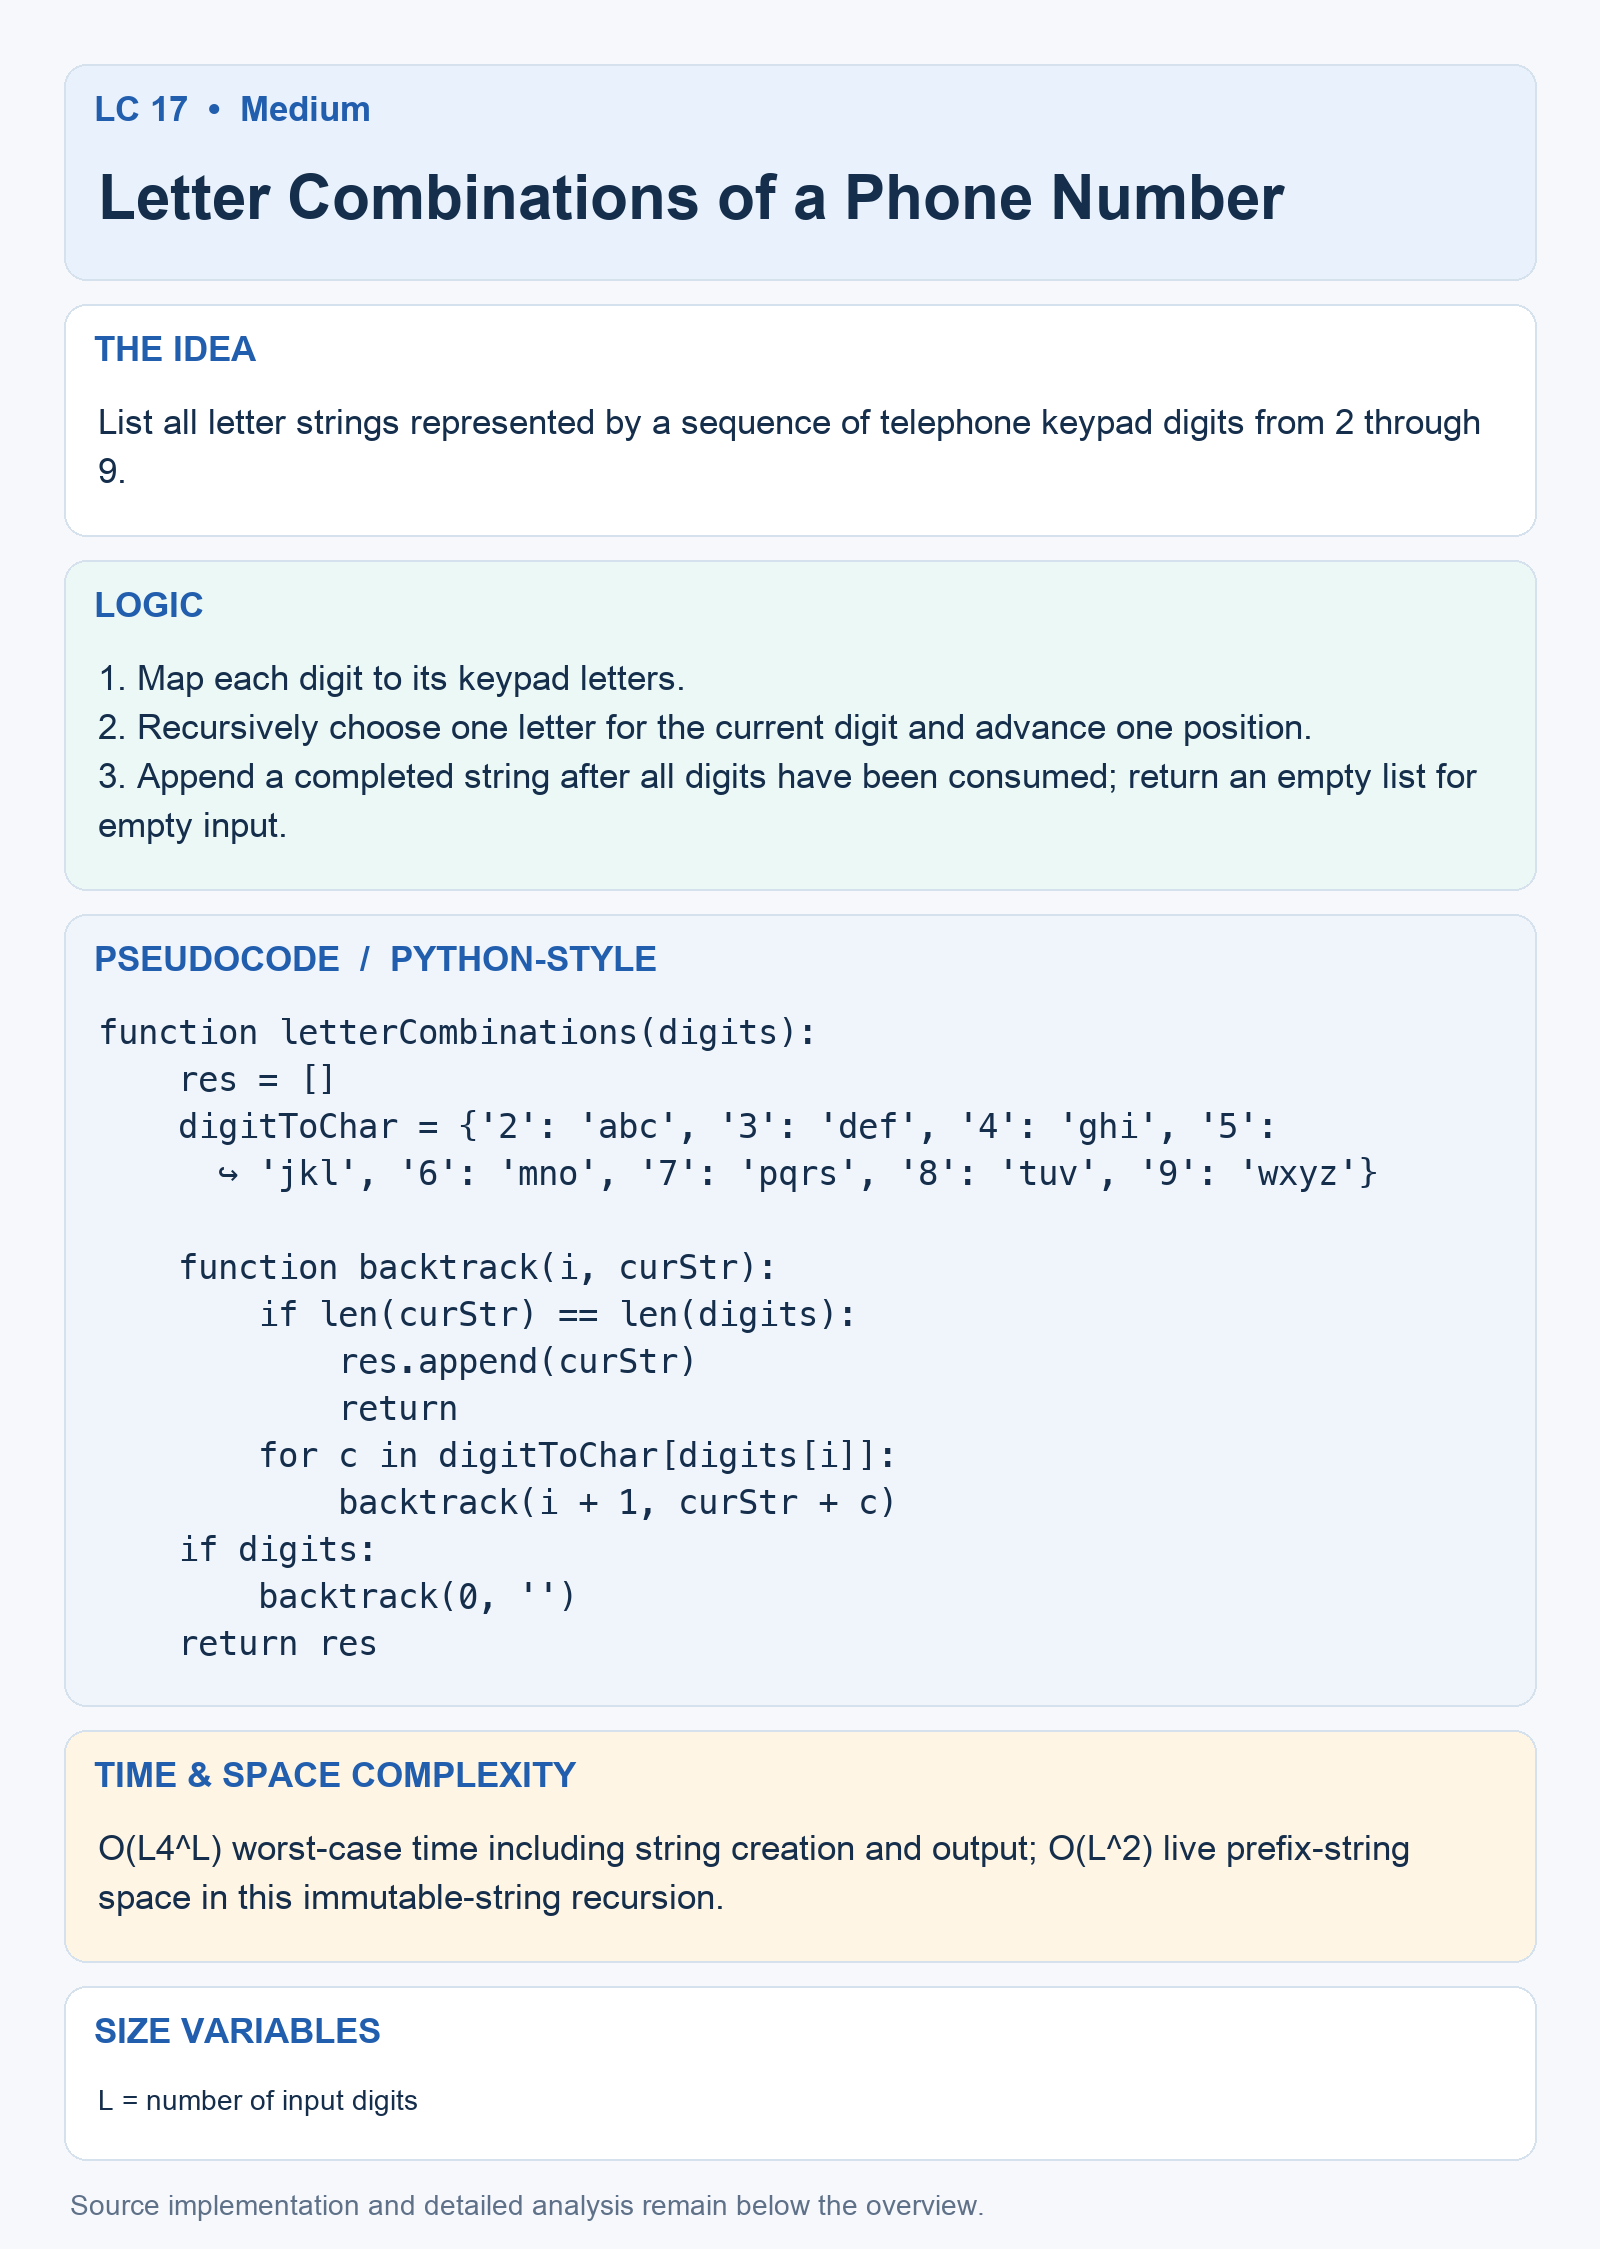 LC 17 • Medium
Letter Combinations of a Phone Number
THE IDEA
List all letter strings represented by a sequence of telephone keypad digits from 2 through
9.
LOGIC
1. Map each digit to its keypad letters.
2. Recursively choose one letter for the current digit and advance one position.
3. Append a completed string after all digits have been consumed; return an empty list for
empty input.
PSEUDOCODE / PYTHON-STYLE
function letterCombinations(digits):
    res = []
    digitToChar = {'2': 'abc', '3': 'def', '4': 'ghi', '5':
      ↪ 'jkl', '6': 'mno', '7': 'pqrs', '8': 'tuv', '9': 'wxyz'}
    function backtrack(i, curStr):
        if len(curStr) == len(digits):
            res.append(curStr)
            return
        for c in digitToChar[digits[i]]:
            backtrack(i + 1, curStr + c)
    if digits:
        backtrack(0, '')
    return res
TIME & SPACE COMPLEXITY
O(L4^L) worst-case time including string creation and output; O(L^2) live prefix-string
space in this immutable-string recursion.
SIZE VARIABLES
L = number of input digits
Source implementation and detailed analysis remain below the overview.